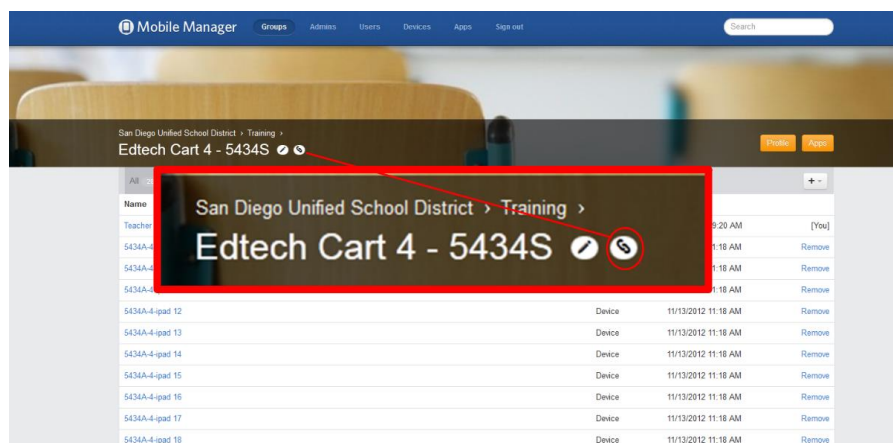 Mobile Manager Groups Admins Users Devices Apps Sign out Search
San Diego Unified School District › Training ›
Edtech Cart 4 - 5434S
Profile Apps
All
San Diego Unified School District › Training ›
Edtech Cart 4 - 5434S
Name
Teacher 9:20 AM [You]
5434A-4 1:18 AM Remove
5434A-4 1:18 AM Remove
5434A-4 1:18 AM Remove
5434A-4-ipad 12 Device 11/13/2012 11:18 AM Remove
5434A-4-ipad 13 Device 11/13/2012 11:18 AM Remove
5434A-4-ipad 14 Device 11/13/2012 11:18 AM Remove
5434A-4-ipad 15 Device 11/13/2012 11:18 AM Remove
5434A-4-ipad 16 Device 11/13/2012 11:18 AM Remove
5434A-4-ipad 17 Device 11/13/2012 11:18 AM Remove
5434A-4-ipad 18 Device 11/13/2012 11:18 AM Remove